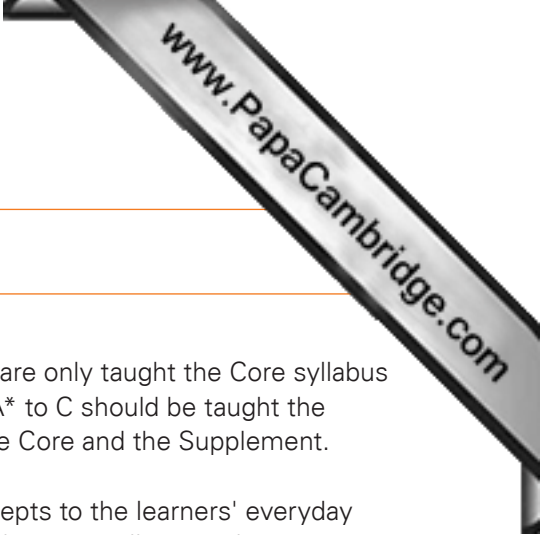 www.PapaCambridge.com
are only taught the Core syllabus
A* to C should be taught the
Core and the Supplement.
to the learners' everyday